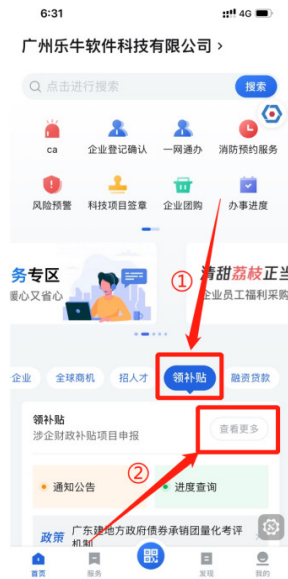 6:31
4G
广州乐牛软件科技有限公司 >
点击进行搜索
搜索
ca
企业登记确认
一网通办
消防预约服务
风险预警
科技项目签章
企业团购
办事进度
务专区
暖心又省心
清甜荔枝正当
企业员工福利采购
①
企业
全球商机
招人才
领补贴
融资贷款
领补贴
涉企财政补贴项目申报
查看更多
②
通知公告
进度查询
政策
广东建地方政府债券承销团量化考评
机制
首页
服务
发现
我的